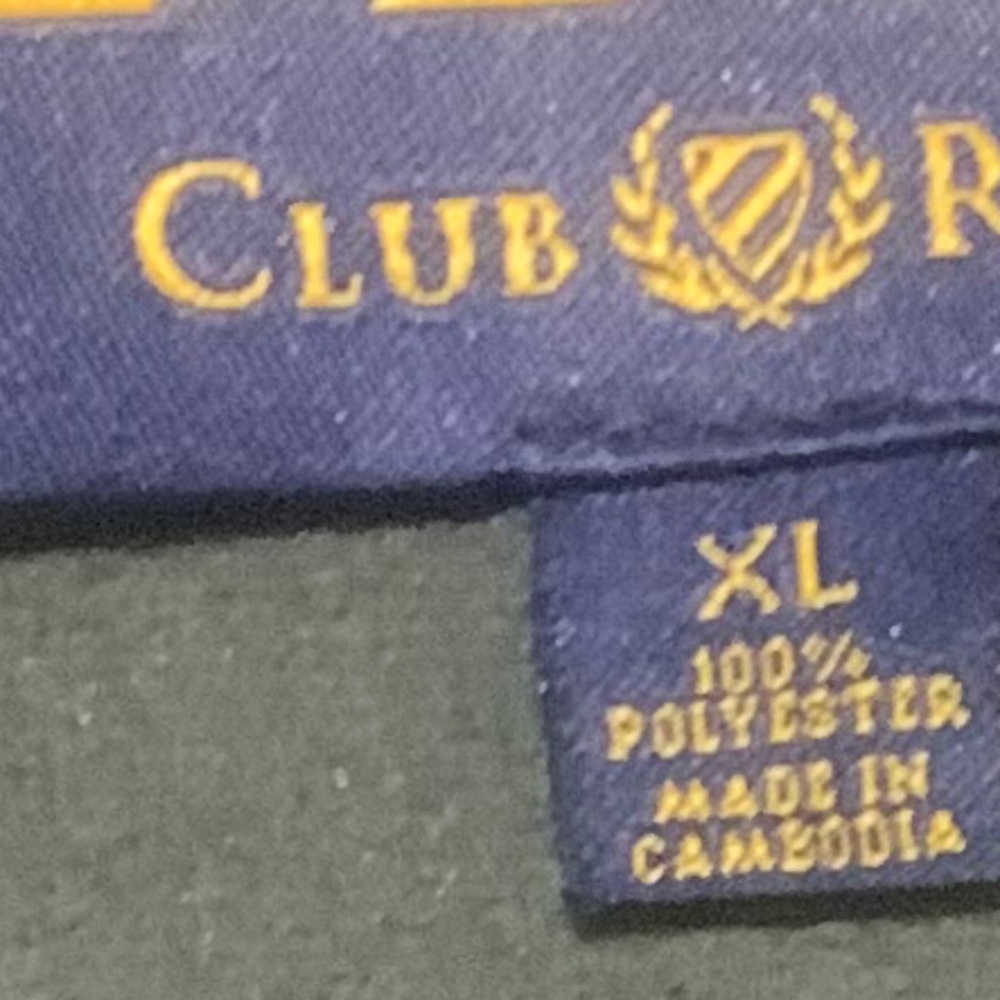 CLUB R
XL
100%
POLYESTER
MADE IN
CAMBODIA